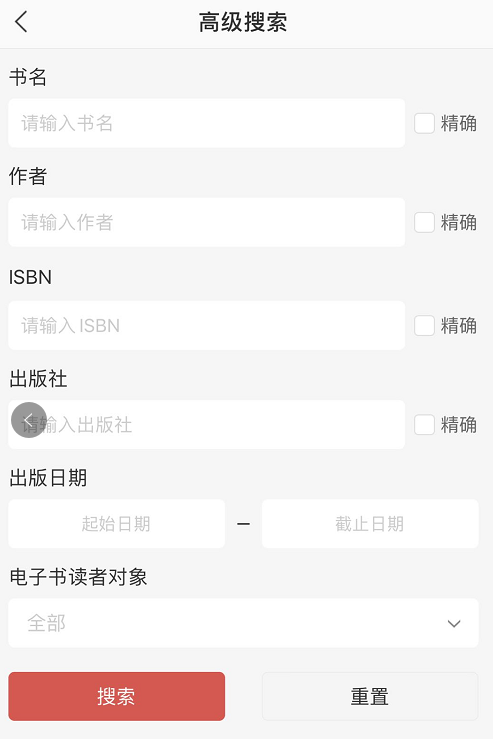 高级搜索
书名
请输入书名
精确
作者
请输入作者
精确
ISBN
请输入 ISBN
精确
出版社
请输入出版社
精确
出版日期
起始日期 — 截止日期
电子书读者对象
全部
搜索 重置